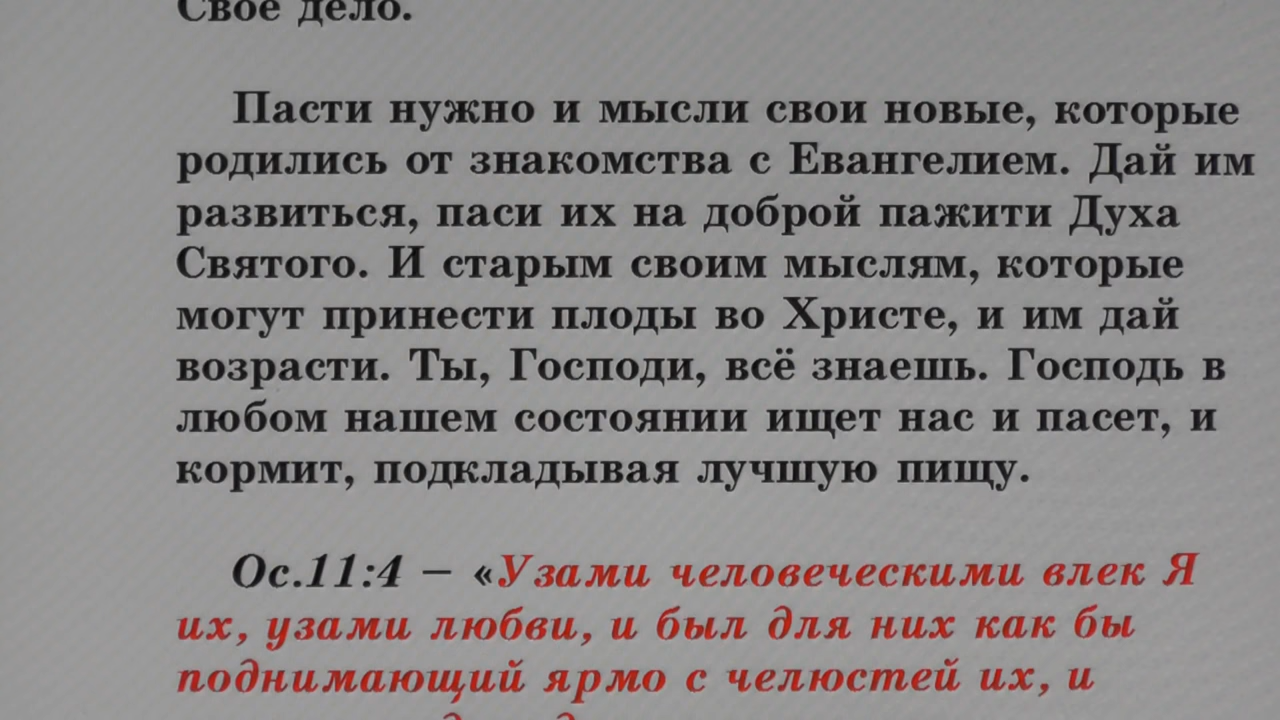 Свое дело.
Пасти нужно и мысли свои новые, которые
родились от знакомства с Евангелием. Дай им
развиться, паси их на доброй пажити Духа
Святого. И старым своим мыслям, которые
могут принести плоды во Христе, и им дай
возрасти. Ты, Господи, всё знаешь. Господь в
любом нашем состоянии ищет нас и пасет, и
кормит, подкладывая лучшую пищу.
Ос.11:4 – «Узами человеческими влек Я
их, узами любви, и был для них как бы
поднимающий ярмо с челюстей их, и